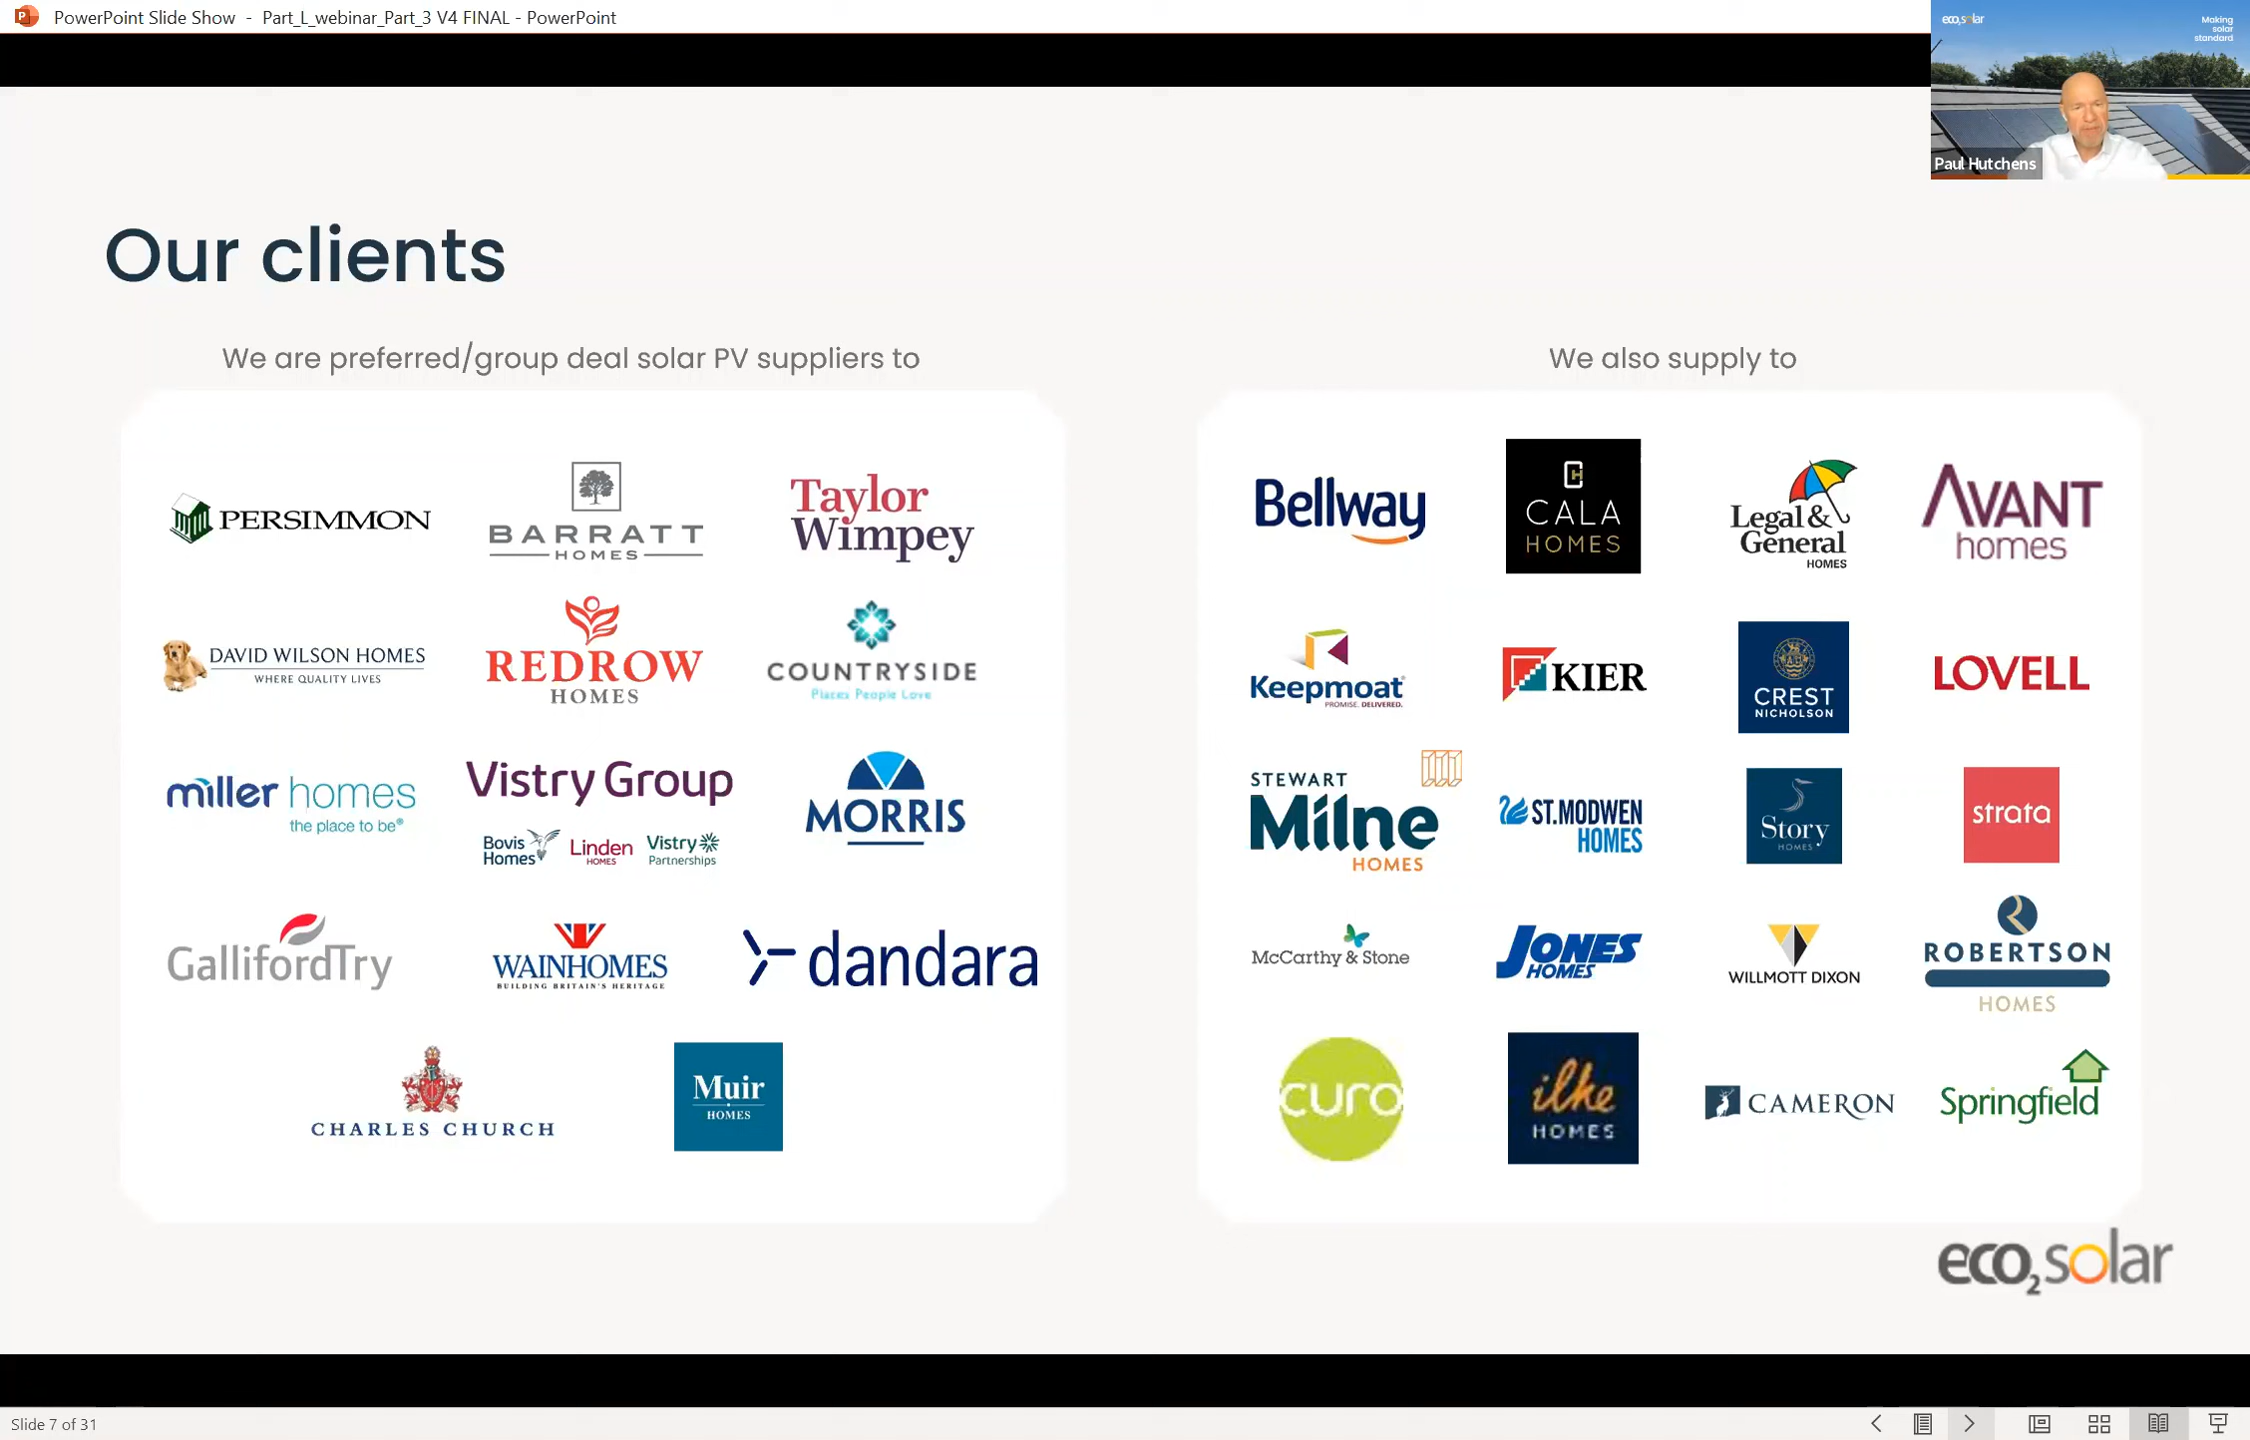 PowerPoint Slide Show - Part_L_webinar_Part_3 V4 FINAL - PowerPoint
eco2solar
Making
solar
standard
Paul Hutchens
Our clients
We are preferred/group deal solar PV suppliers to
PERSIMMON
BARRATT
HOMES
Taylor
Wimpey
DAVID WILSON HOMES
WHERE QUALITY LIVES
REDROW
HOMES
COUNTRYSIDE
Places People Love
miller homes
the place to be®
Vistry Group
Bovis
Homes
Linden
HOMES
Vistry
Partnerships
MORRIS
GallifordTry
WAINHOMES
BUILDING BRITAIN'S HERITAGE
dandara
CHARLES CHURCH
Muir
HOMES
We also supply to
Bellway
CALA
HOMES
Legal &
General
HOMES
AVANT
homes
Keepmoat
PROMISE. DELIVERED.
KIER
CREST
NICHOLSON
LOVELL
STEWART
Milne
HOMES
ST. MODWEN
HOMES
Story
HOMES
strata
McCarthy & Stone
JONES
HOMES
WILLMOTT DIXON
ROBERTSON
HOMES
curo
ilke
HOMES
CAMERON
Springfield
eco2solar
Slide 7 of 31